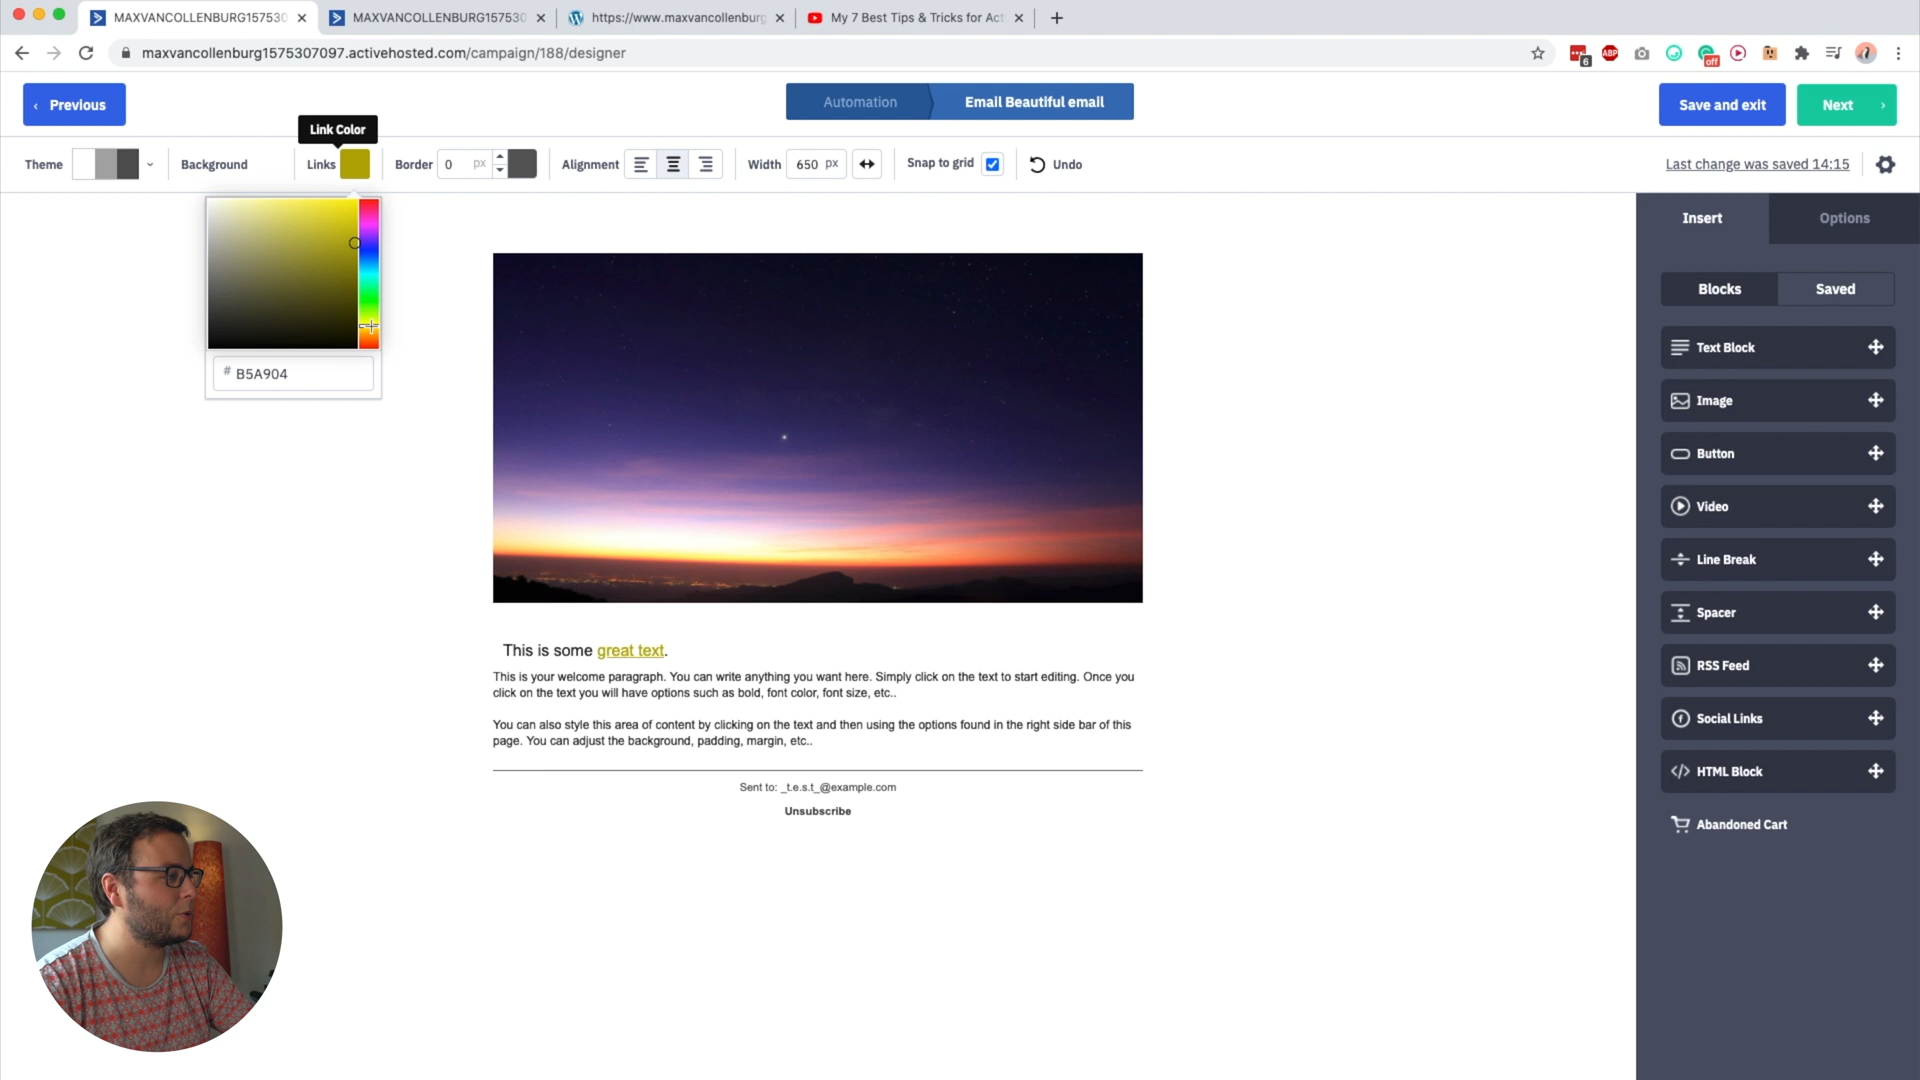 MAXVANCOLLENBURG157530
MAXVANCOLLENBURG157530
https://www.maxvancollenburg
My 7 Best Tips & Tricks for Act
maxvancollenburg1575307097.activehosted.com/campaign/188/designer
6
ABP
off
Previous
Automation
Email Beautiful email
Save and exit
Next
Link Color
Theme
Background
Links
Border
0 px
Alignment
Width
650 px
Snap to grid
Undo
Last change was saved 14:15
# B5A904
Insert
Options
Blocks
Saved
Text Block
Image
Button
Video
Line Break
Spacer
RSS Feed
Social Links
HTML Block
Abandoned Cart
This is some great text.
This is your welcome paragraph. You can write anything you want here. Simply click on the text to start editing. Once you
click on the text you will have options such as bold, font color, font size, etc..
You can also style this area of content by clicking on the text and then using the options found in the right side bar of this
page. You can adjust the background, padding, margin, etc..
Sent to: _t.e.s.t_@example.com
Unsubscribe